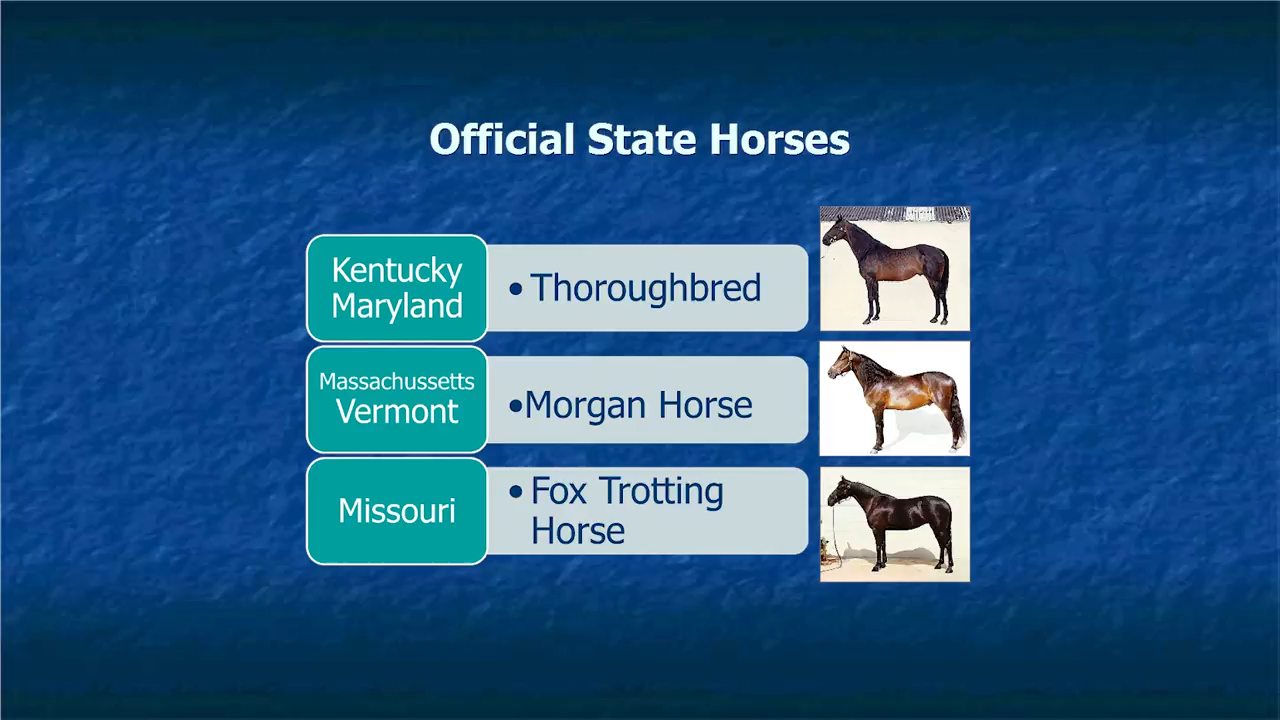 Official State Horses
Kentucky
Maryland
• Thoroughbred
Massachussetts
Vermont
•Morgan Horse
Missouri
• Fox Trotting
Horse